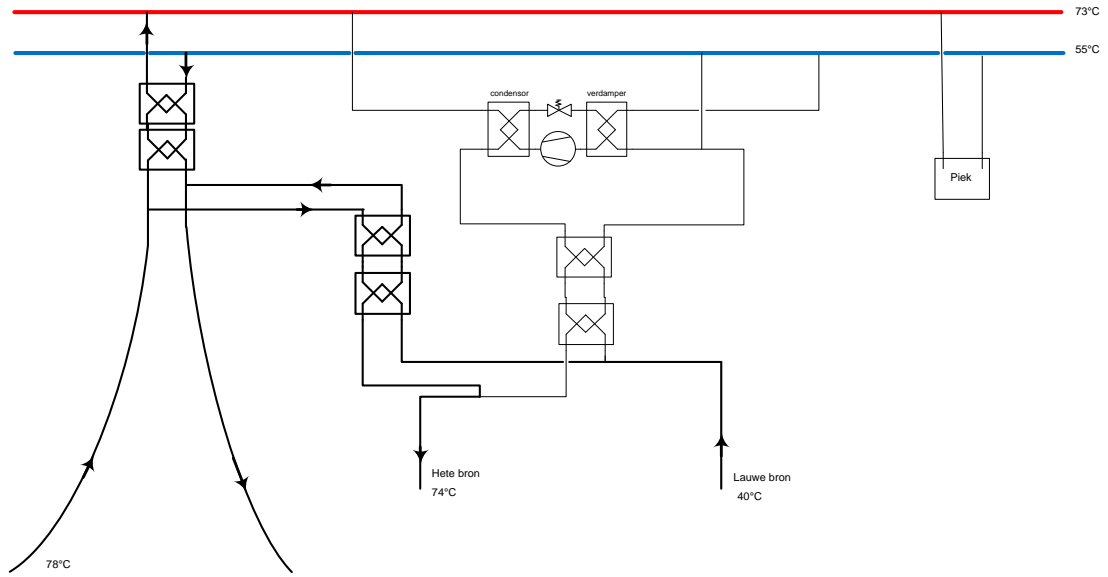 73°C
55°C
condensor
verdamper
Piek
Hete bron
74°C
Lauwe bron
40°C
78°C